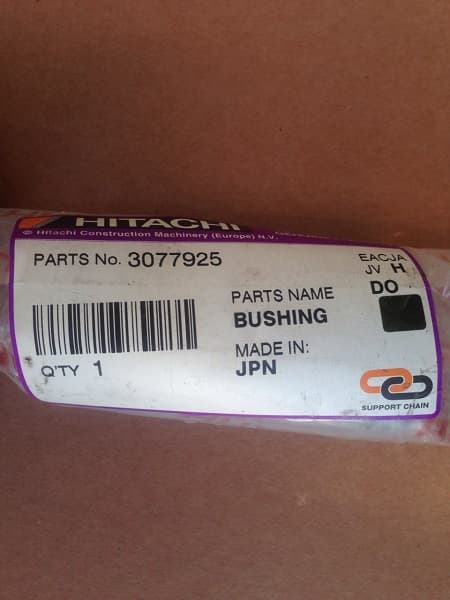 HITACHI
© Hitachi Construction Machinery (Europe) N.V.
PARTS No. 3077925
EACJA
JV H
DO
PARTS NAME
BUSHING
MADE IN:
JPN
Q'TY 1
SUPPORT CHAIN